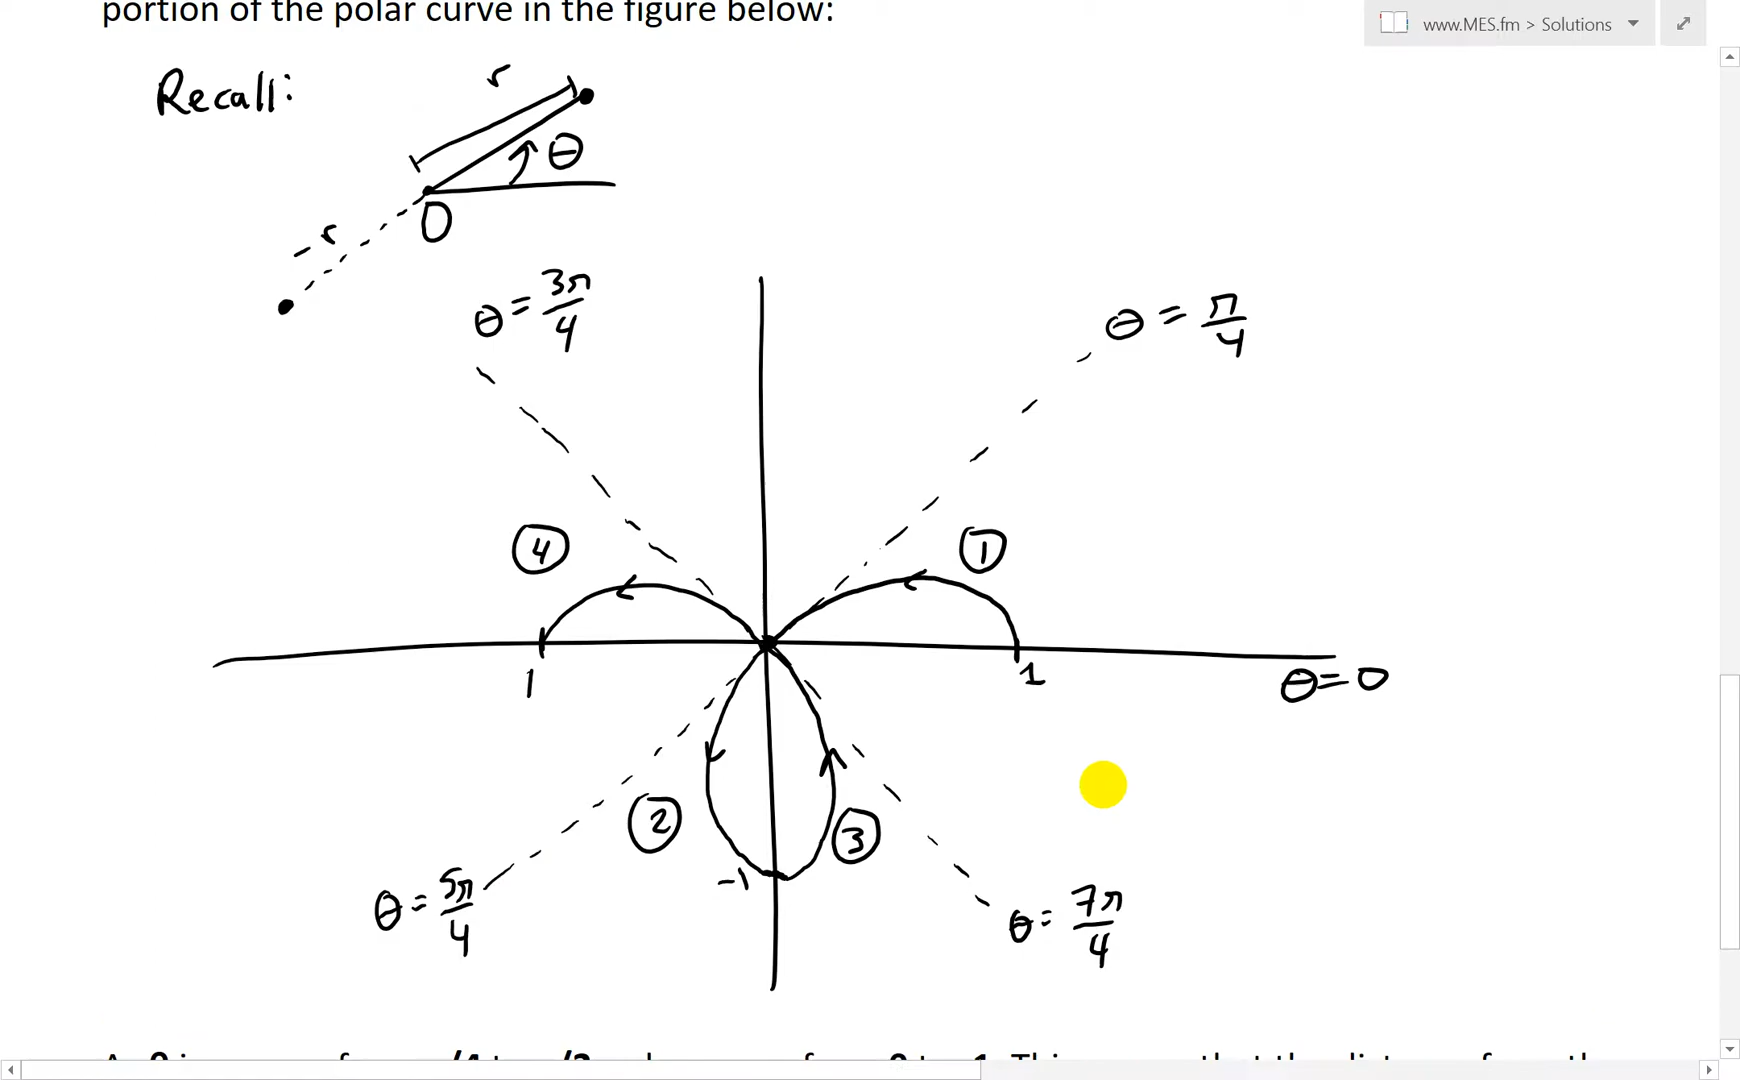 portion of the polar curve in the figure below:
www.MES.fm > Solutions
Recall:
r
θ
O
-r
θ = 3π/4
θ = π/4
④
①
1
1
θ = 0
②
③
-1
θ = 5π/4
θ = 7π/4